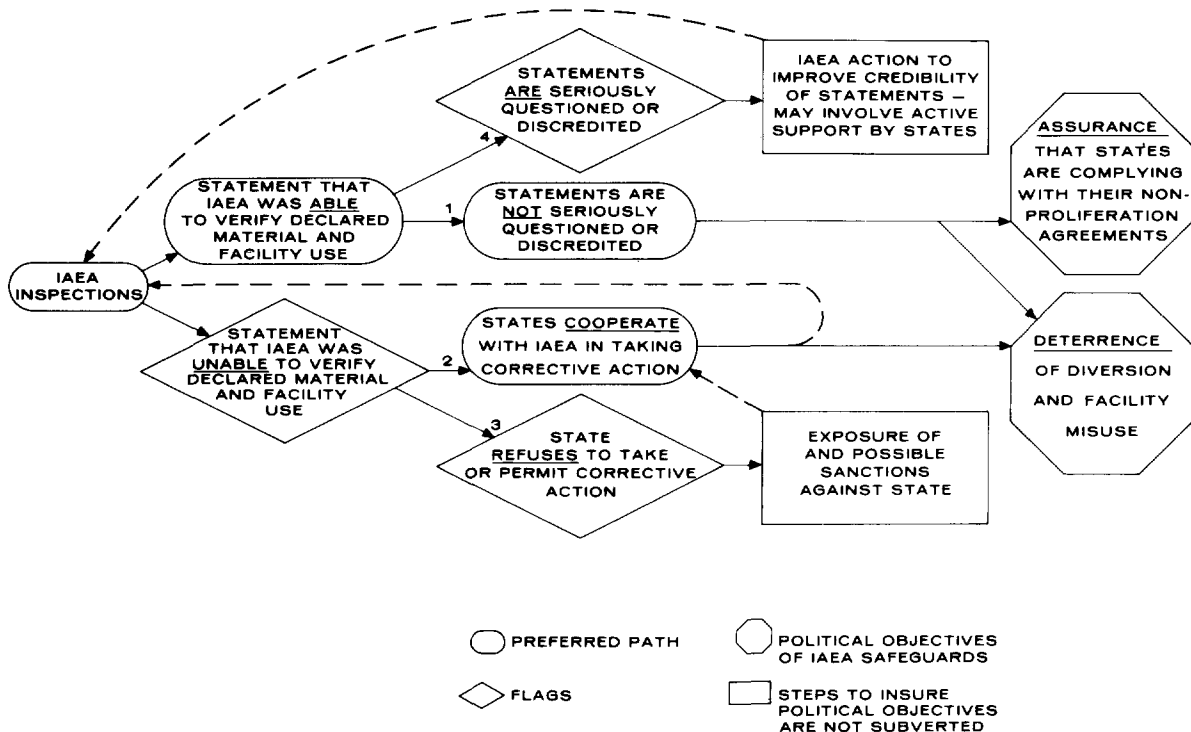 STATEMENTS
ARE SERIOUSLY
QUESTIONED OR
DISCREDITED
IAEA ACTION TO
IMPROVE CREDIBILITY
OF STATEMENTS –
MAY INVOLVE ACTIVE
SUPPORT BY STATES
ASSURANCE
THAT STATES
ARE COMPLYING
WITH THEIR NON-
PROLIFERATION
AGREEMENTS
4
STATEMENT THAT
IAEA WAS ABLE
TO VERIFY DECLARED
MATERIAL AND
FACILITY USE
1
STATEMENTS ARE
NOT SERIOUSLY
QUESTIONED OR
DISCREDITED
IAEA
INSPECTIONS
STATEMENT
THAT IAEA WAS
UNABLE TO VERIFY
DECLARED MATERIAL
AND FACILITY
USE
2
STATES COOPERATE
WITH IAEA IN TAKING
CORRECTIVE ACTION
DETERRENCE
OF DIVERSION
AND FACILITY
MISUSE
3
STATE
REFUSES TO TAKE
OR PERMIT CORRECTIVE
ACTION
EXPOSURE OF
AND POSSIBLE
SANCTIONS
AGAINST STATE
PREFERRED PATH
POLITICAL OBJECTIVES
OF IAEA SAFEGUARDS
FLAGS
STEPS TO INSURE
POLITICAL OBJECTIVES
ARE NOT SUBVERTED